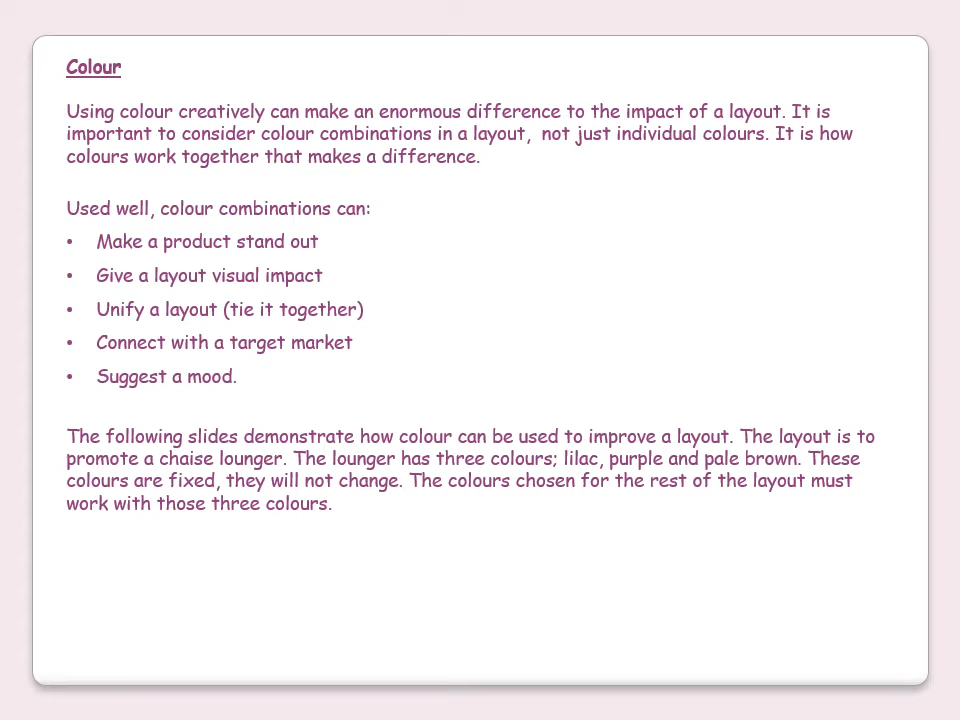 Colour
Using colour creatively can make an enormous difference to the impact of a layout. It is
important to consider colour combinations in a layout,  not just individual colours. It is how
colours work together that makes a difference.
Used well, colour combinations can:
• Make a product stand out
• Give a layout visual impact
• Unify a layout (tie it together)
• Connect with a target market
• Suggest a mood.
The following slides demonstrate how colour can be used to improve a layout. The layout is to
promote a chaise lounger. The lounger has three colours; lilac, purple and pale brown. These
colours are fixed, they will not change. The colours chosen for the rest of the layout must
work with those three colours.